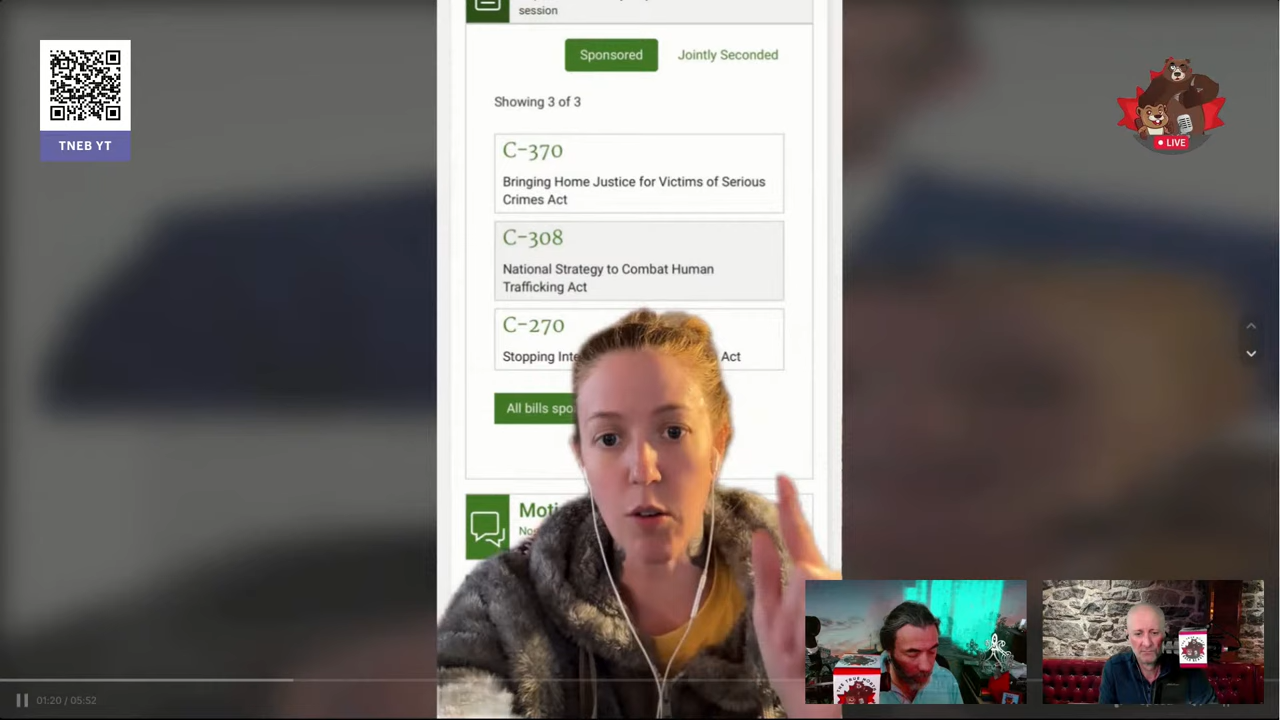 session
Sponsored
Jointly Seconded
Showing 3 of 3
C-370
Bringing Home Justice for Victims of Serious
Crimes Act
C-308
National Strategy to Combat Human
Trafficking Act
C-270
Stopping Inte
Act
All bills spo
Moti
TNEB YT
LIVE
01:20 / 05:52